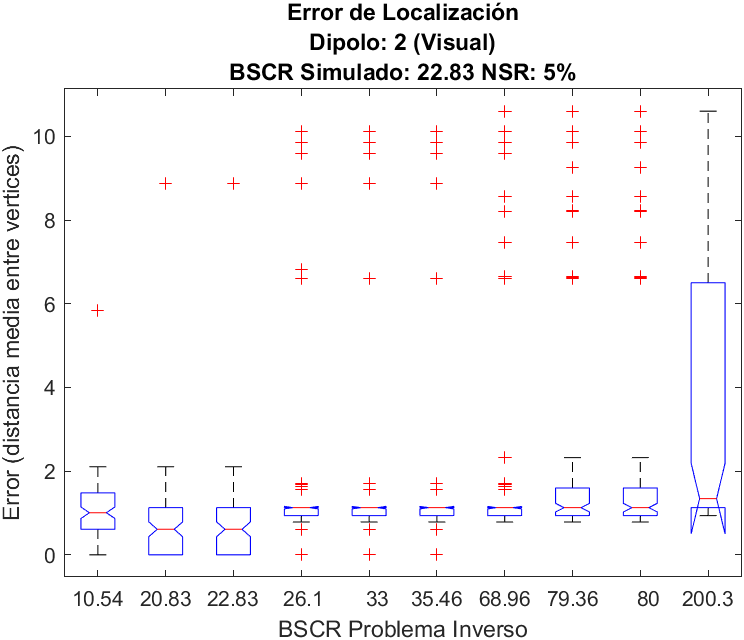 Error de Localización
Dipolo: 2 (Visual)
BSCR Simulado: 22.83 NSR: 5%
Error (distancia media entre vertices)
10
8
6
4
2
0
10.54 20.83 22.83 26.1 33 35.46 68.96 79.36 80 200.3
BSCR Problema Inverso